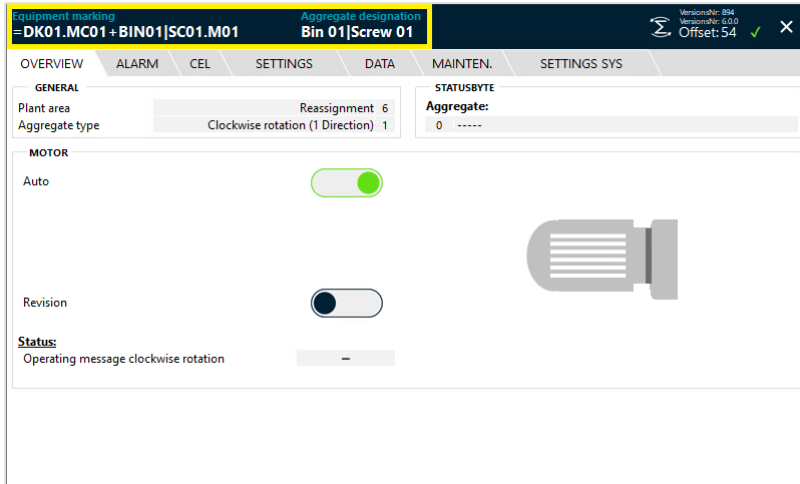 Equipment marking Aggregate designation
=DK01.MC01+BIN01|SC01.M01 Bin 01|Screw 01
VersionsNr: 894
VersionsNr: 6.0.0
Offset: 54
OVERVIEW ALARM CEL SETTINGS DATA MAINTEN. SETTINGS SYS
GENERAL
Plant area Reassignment 6
Aggregate type Clockwise rotation (1 Direction) 1
STATUSBYTE
Aggregate:
0 -----
MOTOR
Auto
Revision
Status:
Operating message clockwise rotation –